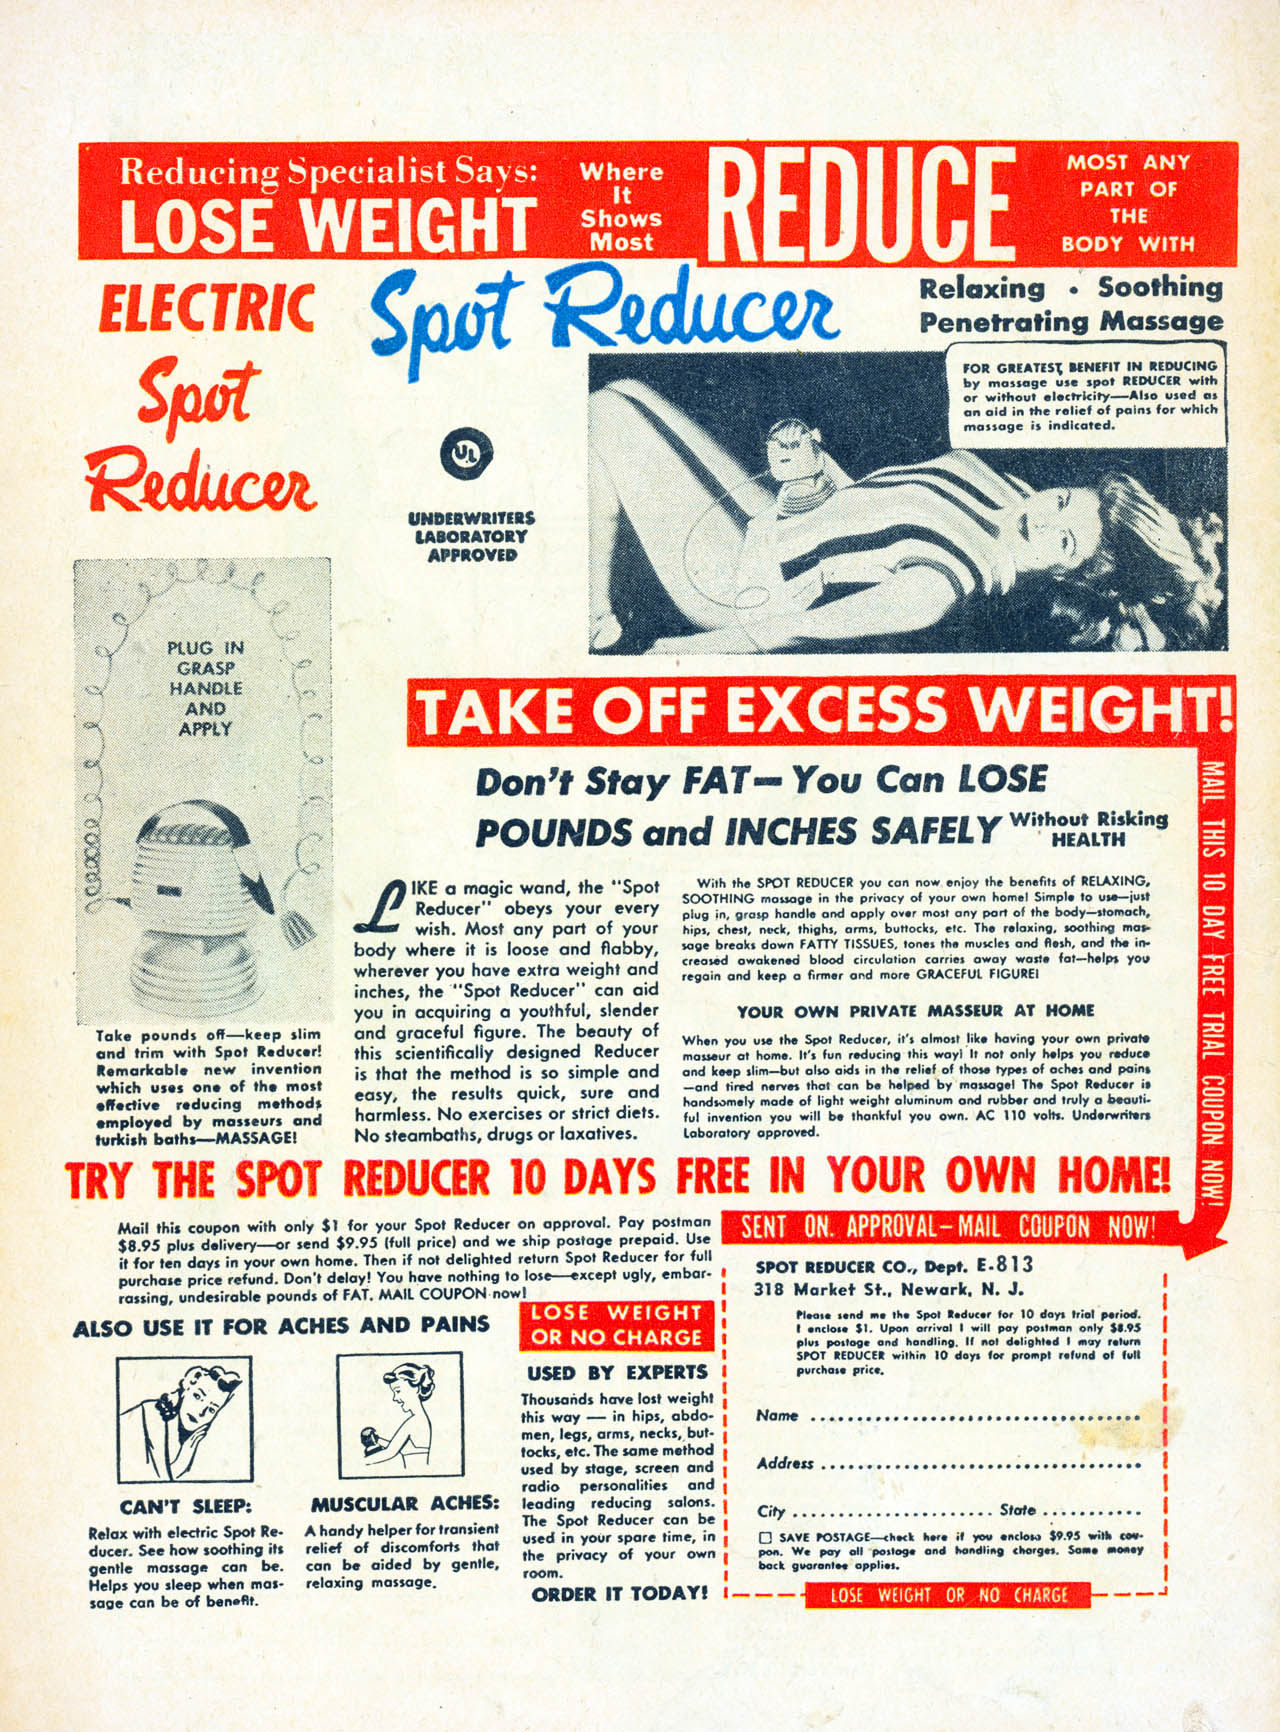 Reducing Specialist Says:
LOSE WEIGHT
Where
It
Shows
Most
REDUCE
MOST ANY
PART OF
THE
BODY WITH
ELECTRIC
Spot
Reducer
Spot Reducer
Relaxing • Soothing
Penetrating Massage
FOR GREATEST BENEFIT IN REDUCING
by massage use spot REDUCER with
or without electricity—Also used as
an aid in the relief of pains for which
massage is indicated.
UL
UNDERWRITERS
LABORATORY
APPROVED
PLUG IN
GRASP
HANDLE
AND
APPLY
Take pounds off—keep slim
and trim with Spot Reducer!
Remarkable new invention
which uses one of the most
effective reducing methods
employed by masseurs and
turkish baths—MASSAGE!
TAKE OFF EXCESS WEIGHT!
Don't Stay FAT—You Can LOSE
POUNDS and INCHES SAFELY Without Risking
HEALTH
MAIL THIS 10 DAY FREE TRIAL COUPON NOW!
LIKE a magic wand, the "Spot
Reducer" obeys your every
wish. Most any part of your
body where it is loose and flabby,
wherever you have extra weight and
inches, the "Spot Reducer" can aid
you in acquiring a youthful, slender
and graceful figure. The beauty of
this scientifically designed Reducer
is that the method is so simple and
easy, the results quick, sure and
harmless. No exercises or strict diets.
No steambaths, drugs or laxatives.
With the SPOT REDUCER you can now enjoy the benefits of RELAXING,
SOOTHING massage in the privacy of your own home! Simple to use—just
plug in, grasp handle and apply over most any part of the body—stomach,
hips, chest, neck, thighs, arms, buttocks, etc. The relaxing, soothing mas-
sage breaks down FATTY TISSUES, tones the muscles and flesh, and the in-
creased awakened blood circulation carries away waste fat—helps you
regain and keep a firmer and more GRACEFUL FIGURE!
YOUR OWN PRIVATE MASSEUR AT HOME
When you use the Spot Reducer, it's almost like having your own private
masseur at home. It's fun reducing this way! It not only helps you reduce
and keep slim—but also aids in the relief of those types of aches and pains
—and tired nerves that can be helped by massage! The Spot Reducer is
handsomely made of light weight aluminum and rubber and truly a beauti-
ful invention you will be thankful you own. AC 110 volts. Underwriters
Laboratory approved.
TRY THE SPOT REDUCER 10 DAYS FREE IN YOUR OWN HOME!
Mail this coupon with only $1 for your Spot Reducer on approval. Pay postman
$8.95 plus delivery—or send $9.95 (full price) and we ship postage prepaid. Use
it for ten days in your own home. Then if not delighted return Spot Reducer for full
purchase price refund. Don't delay! You have nothing to lose—except ugly, embar-
rassing, undesirable pounds of FAT. MAIL COUPON now!
ALSO USE IT FOR ACHES AND PAINS
CAN'T SLEEP:
Relax with electric Spot Re-
ducer. See how soothing its
gentle massage can be.
Helps you sleep when mas-
sage can be of benefit.
MUSCULAR ACHES:
A handy helper for transient
relief of discomforts that
can be aided by gentle,
relaxing massage.
LOSE WEIGHT
OR NO CHARGE
USED BY EXPERTS
Thousands have lost weight
this way — in hips, abdo-
men, legs, arms, necks, but-
tocks, etc. The same method
used by stage, screen and
radio personalities and
leading reducing salons.
The Spot Reducer can be
used in your spare time, in
the privacy of your own
room.
ORDER IT TODAY!
SENT ON APPROVAL—MAIL COUPON NOW!
SPOT REDUCER CO., Dept. E-813
318 Market St., Newark, N. J.
Please send me the Spot Reducer for 10 days trial period.
I enclose $1. Upon arrival I will pay postman only $8.95
plus postage and handling. If not delighted I may return
SPOT REDUCER within 10 days for prompt refund of full
purchase price.
Name
Address
City State
SAVE POSTAGE—check here if you enclose $9.95 with cou-
pon. We pay all postage and handling charges. Same money
back guarantee applies.
LOSE WEIGHT OR NO CHARGE